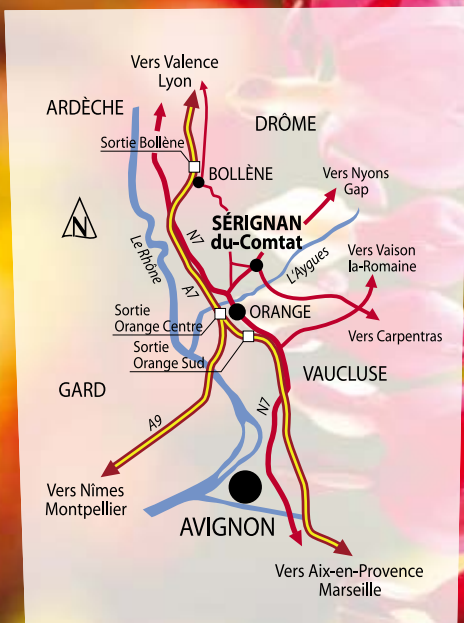 Vers Valence
Lyon
ARDÈCHE
DRÔME
Sortie Bollène
BOLLÈNE
Vers Nyons
Gap
N
SÉRIGNAN
du-Comtat
N7
Le Rhône
L'Aygues
Vers Vaison
la-Romaine
A7
Sortie
Orange Centre
ORANGE
Vers Carpentras
Sortie
Orange Sud
VAUCLUSE
GARD
N7
A9
Vers Nîmes
Montpellier
AVIGNON
Vers Aix-en-Provence
Marseille